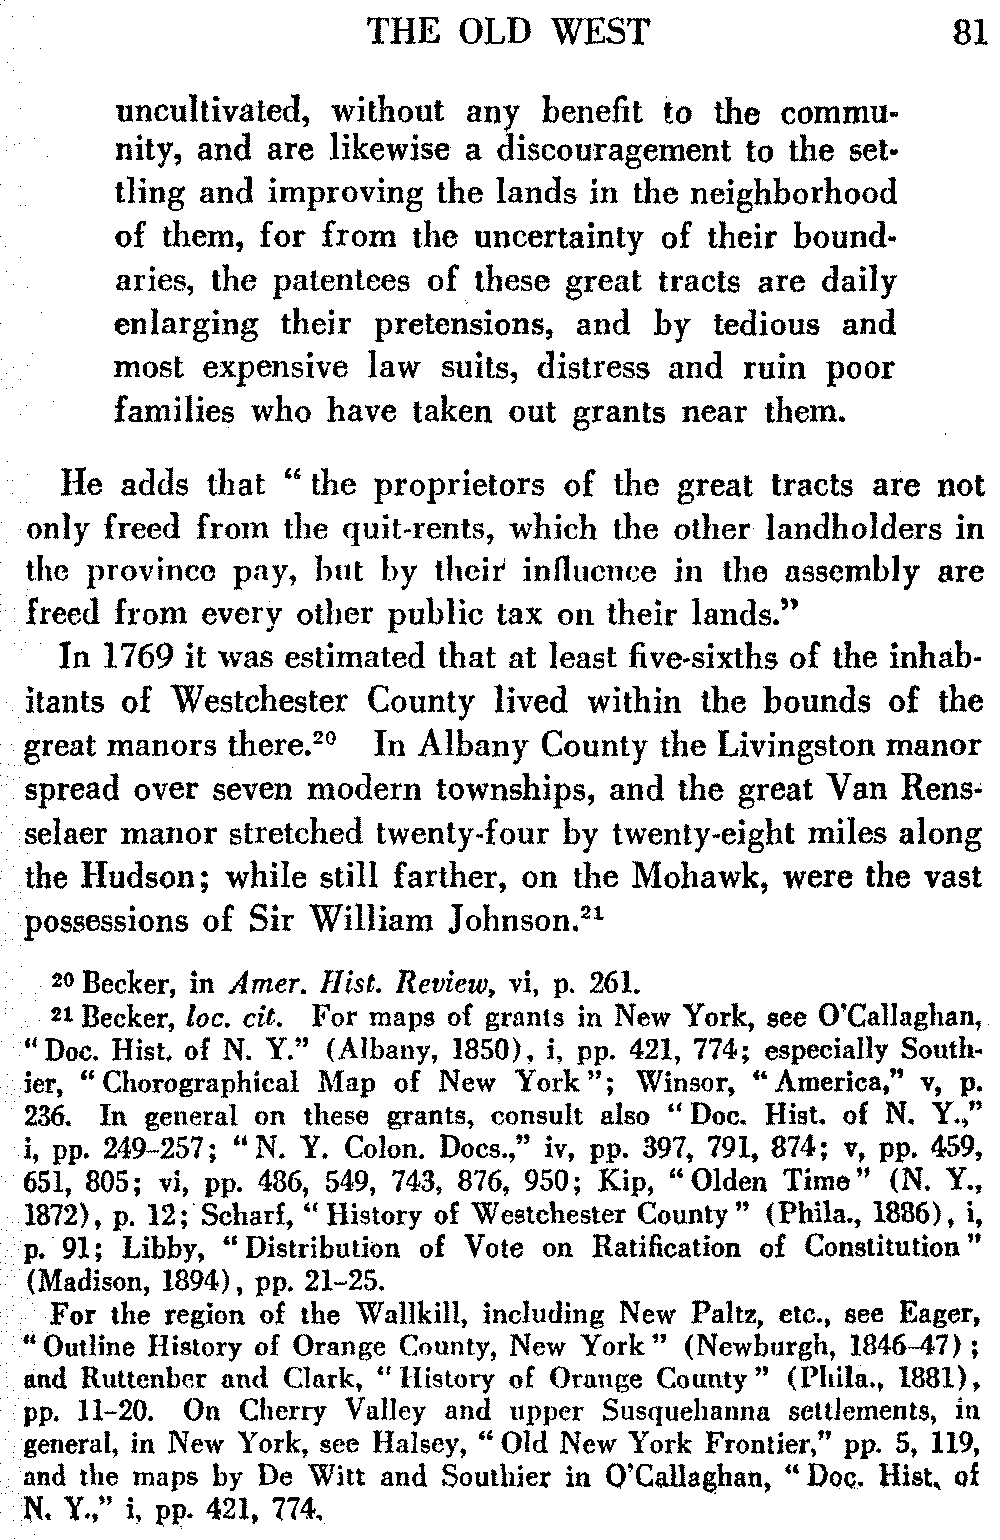 THE OLD WEST 81
uncultivated, without any benefit to the commu-
nity, and are likewise a discouragement to the set-
tling and improving the lands in the neighborhood
of them, for from the uncertainty of their bound-
aries, the patentees of these great tracts are daily
enlarging their pretensions, and by tedious and
most expensive law suits, distress and ruin poor
families who have taken out grants near them.
He adds that “ the proprietors of the great tracts are not
only freed from the quit-rents, which the other landholders in
the province pay, but by their influence in the assembly are
freed from every other public tax on their lands.”
In 1769 it was estimated that at least five-sixths of the inhab-
itants of Westchester County lived within the bounds of the
great manors there.²⁰ In Albany County the Livingston manor
spread over seven modern townships, and the great Van Rens-
selaer manor stretched twenty-four by twenty-eight miles along
the Hudson; while still farther, on the Mohawk, were the vast
possessions of Sir William Johnson.²¹
²⁰ Becker, in Amer. Hist. Review, vi, p. 261.
²¹ Becker, loc. cit. For maps of grants in New York, see O'Callaghan,
“ Doc. Hist. of N. Y.” (Albany, 1850), i, pp. 421, 774; especially South-
ier, “ Chorographical Map of New York ”; Winsor, “ America,” v, p.
236. In general on these grants, consult also “ Doc. Hist. of N. Y.,”
i, pp. 249–257; “ N. Y. Colon. Docs.,” iv, pp. 397, 791, 874; v, pp. 459,
651, 805; vi, pp. 486, 549, 743, 876, 950; Kip, “ Olden Time ” (N. Y.,
1872), p. 12; Scharf, “ History of Westchester County ” (Phila., 1886), i,
p. 91; Libby, “ Distribution of Vote on Ratification of Constitution ”
(Madison, 1894), pp. 21–25.
For the region of the Wallkill, including New Paltz, etc., see Eager,
“ Outline History of Orange County, New York ” (Newburgh, 1846–47) ;
and Ruttenber and Clark, “ History of Orange County ” (Phila., 1881),
pp. 11–20. On Cherry Valley and upper Susquehanna settlements, in
general, in New York, see Halsey, “ Old New York Frontier,” pp. 5, 119,
and the maps by De Witt and Southier in O'Callaghan, “ Doc. Hist. of
N. Y.,” i, pp. 421, 774.